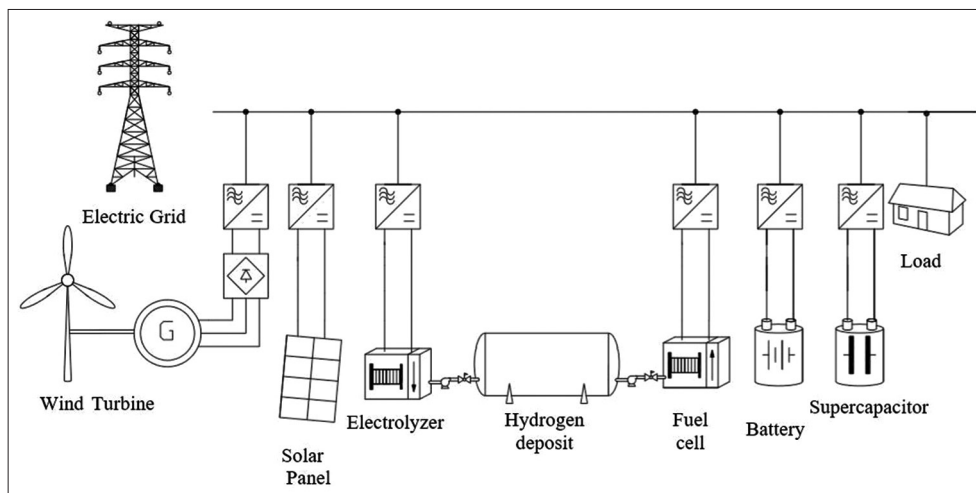 Electric Grid
Wind Turbine
G
Solar
Panel
Electrolyzer
Hydrogen
deposit
Fuel
cell
Battery
Supercapacitor
Load